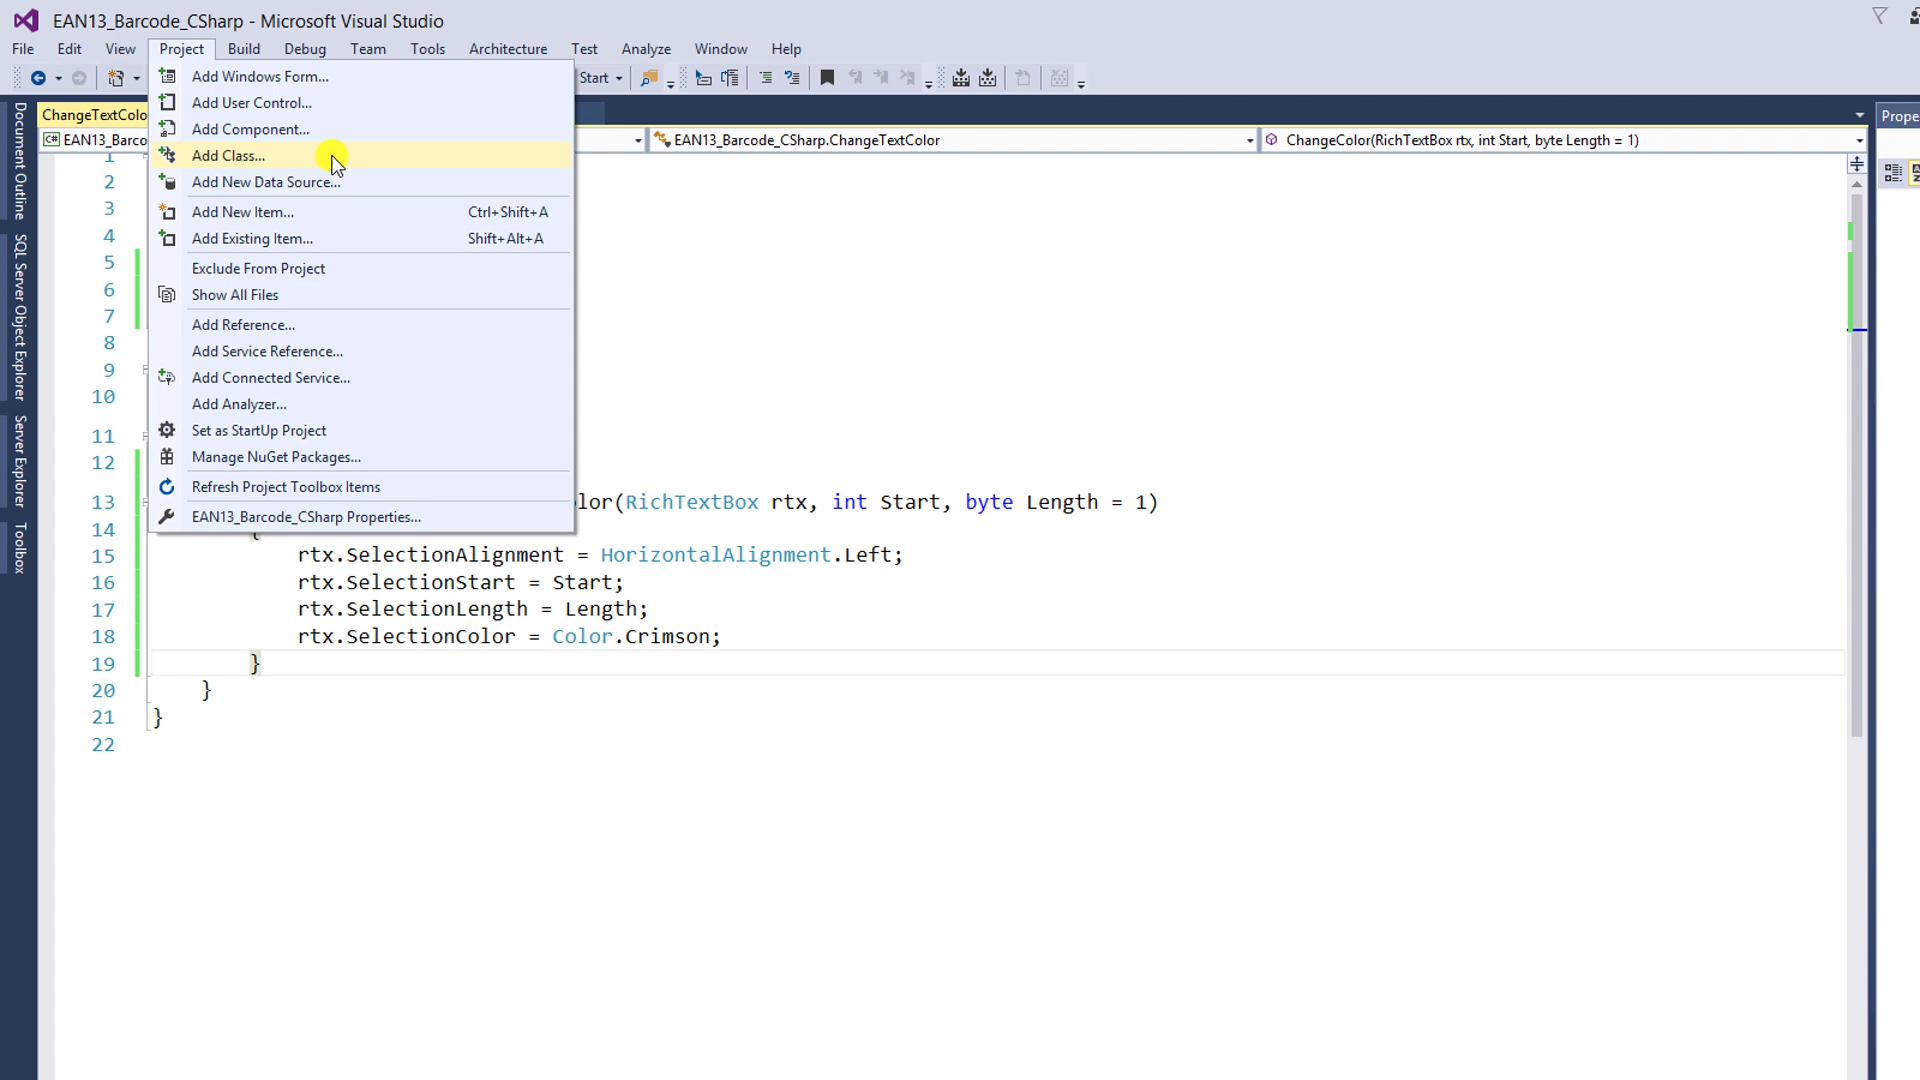 EAN13_Barcode_CSharp - Microsoft Visual Studio
File Edit View Project Build Debug Team Tools Architecture Test Analyze Window Help
Start
Add Windows Form...
Add User Control...
Add Component...
Add Class...
Add New Data Source...
Add New Item... Ctrl+Shift+A
Add Existing Item... Shift+Alt+A
Exclude From Project
Show All Files
Add Reference...
Add Service Reference...
Add Connected Service...
Add Analyzer...
Set as StartUp Project
Manage NuGet Packages...
Refresh Project Toolbox Items
EAN13_Barcode_CSharp Properties...
Document Outline
SQL Server Object Explorer
Server Explorer
Toolbox
ChangeTextColo
C# EAN13_Barco
EAN13_Barcode_CSharp.ChangeTextColor
ChangeColor(RichTextBox rtx, int Start, byte Length = 1)
Prope
1
2
3
4
5
6
7
8
9
10
11
12
13 lor(RichTextBox rtx, int Start, byte Length = 1)
14 {
15 rtx.SelectionAlignment = HorizontalAlignment.Left;
16 rtx.SelectionStart = Start;
17 rtx.SelectionLength = Length;
18 rtx.SelectionColor = Color.Crimson;
19 }
20 }
21 }
22